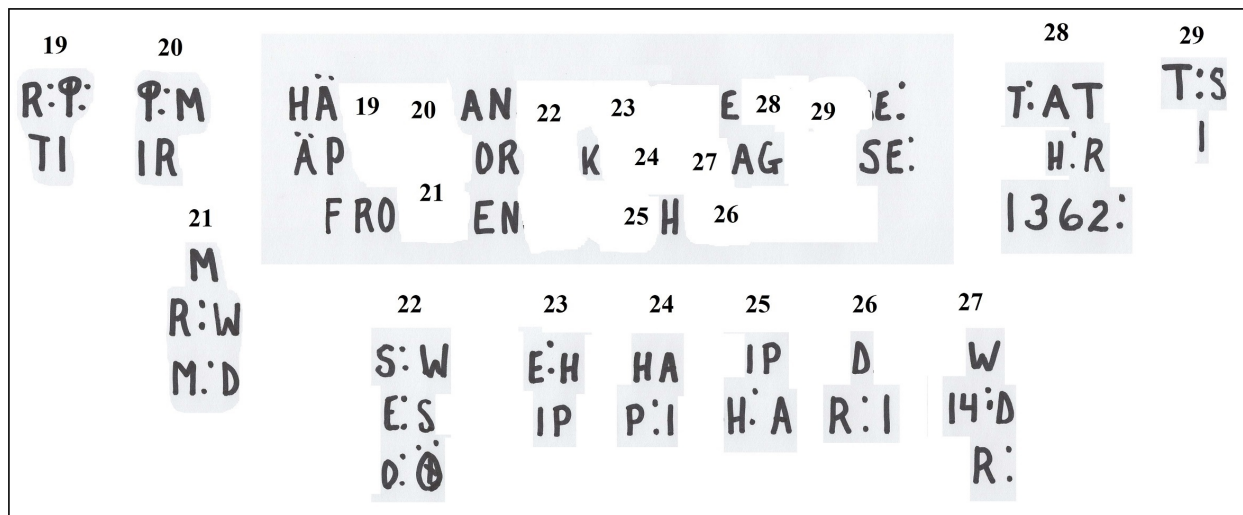 19 20 28 29
R:P: P:M HÄ 19 20 AN 22 23 E 28 29 E: T:AT T:S
TI IR ÄP OR K 24 27 AG SE: H:R I
21 FRO 21 EN 25 H 26 1362:
M
R:W
M:D
22 23 24 25 26 27
S:W E:H HA IP D W
E:S IP P:I H:A R:I 14:D
D: R: